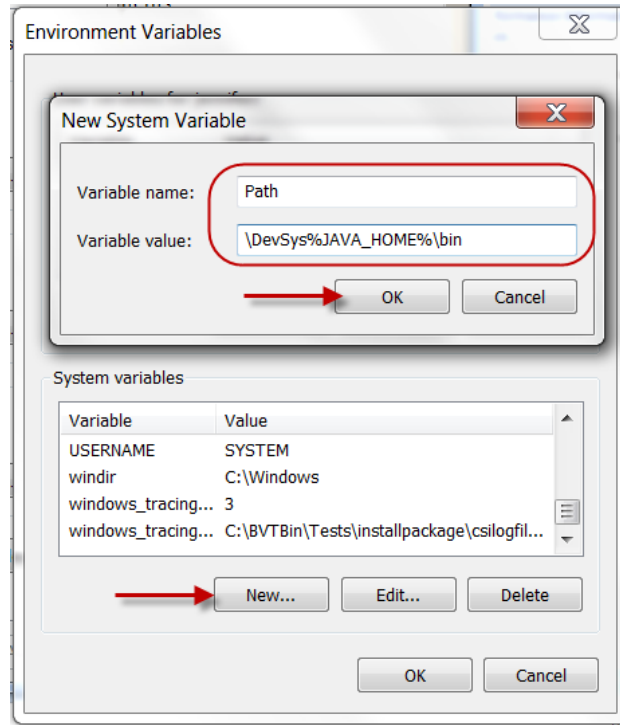 Environment Variables
New System Variable
Variable name:
Path
Variable value:
\DevSys%JAVA_HOME%\bin
OK Cancel
System variables
Variable Value
USERNAME SYSTEM
windir C:\Windows
windows_tracing... 3
windows_tracing... C:\BVTBin\Tests\installpackage\csilogfil...
New... Edit... Delete
OK Cancel